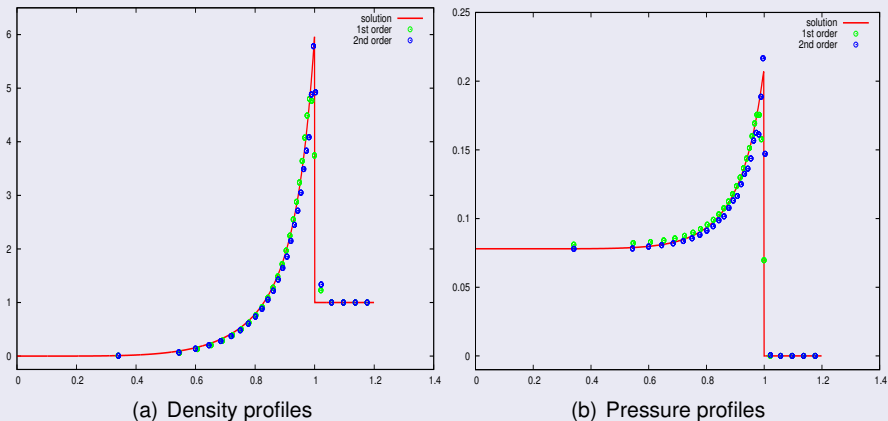 solution
1st order
2nd order
6
5
4
3
2
1
0
0 0.2 0.4 0.6 0.8 1 1.2 1.4
(a) Density profiles
solution
1st order
2nd order
0.25
0.2
0.15
0.1
0.05
0
0 0.2 0.4 0.6 0.8 1 1.2 1.4
(b) Pressure profiles